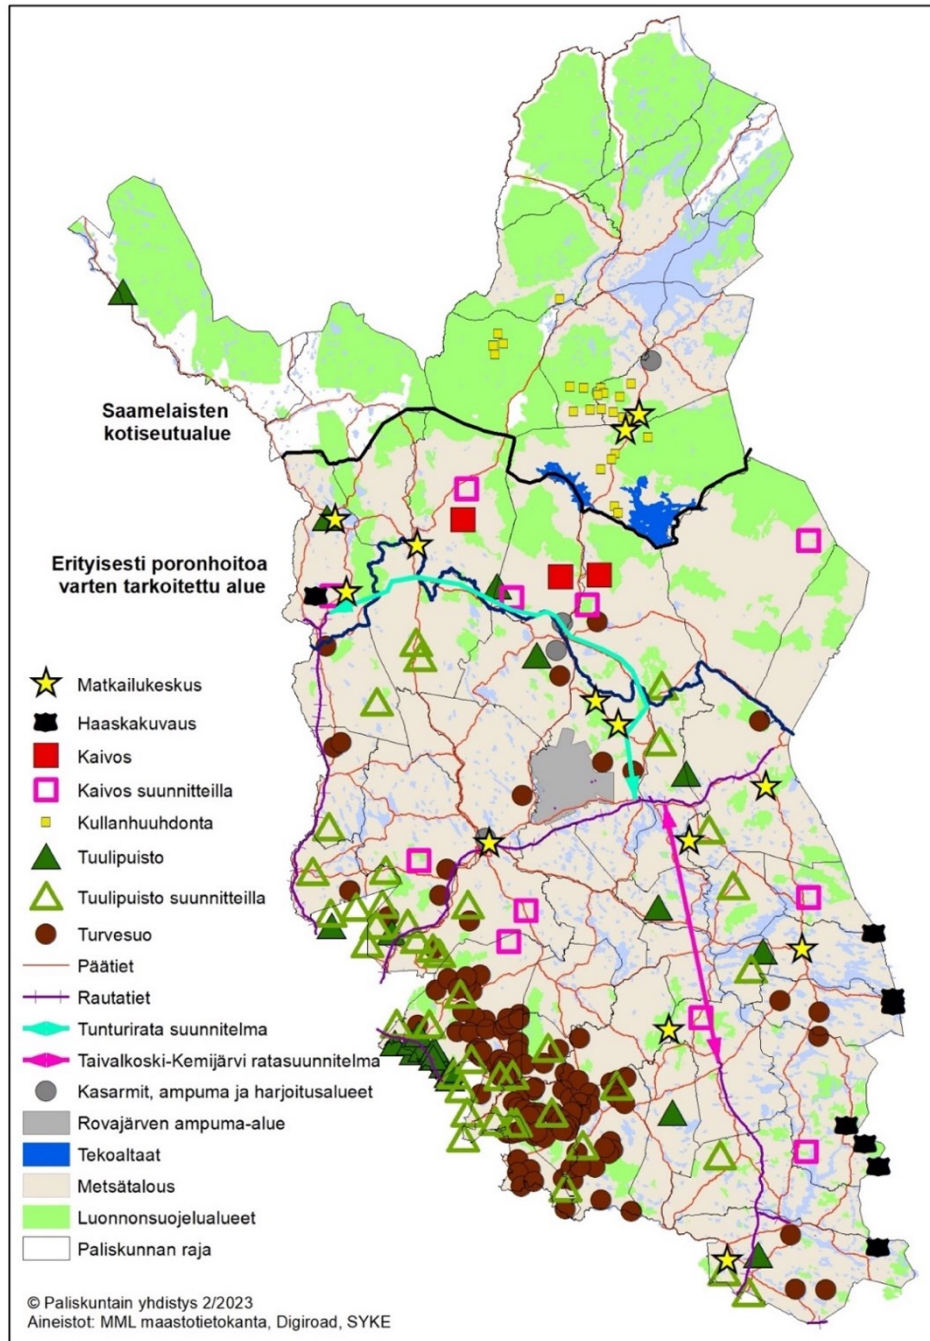 Saamelaisten
kotiseutualue
Erityisesti poronhoitoa
varten tarkoitettu alue
Matkailukeskus
Haaskakuvaus
Kaivos
Kaivos suunnitteilla
Kullanhuuhdonta
Tuulipuisto
Tuulipuisto suunnitteilla
Turvesuo
Päätiet
Rautatiet
Tunturirata suunnitelma
Taivalkoski-Kemijärvi ratasuunnitelma
Kasarmit, ampuma ja harjoitusalueet
Rovajärven ampuma-alue
Tekoaltaat
Metsätalous
Luonnonsuojelualueet
Paliskunnan raja
© Paliskuntain yhdistys 2/2023
Aineistot: MML maastotietokanta, Digiroad, SYKE